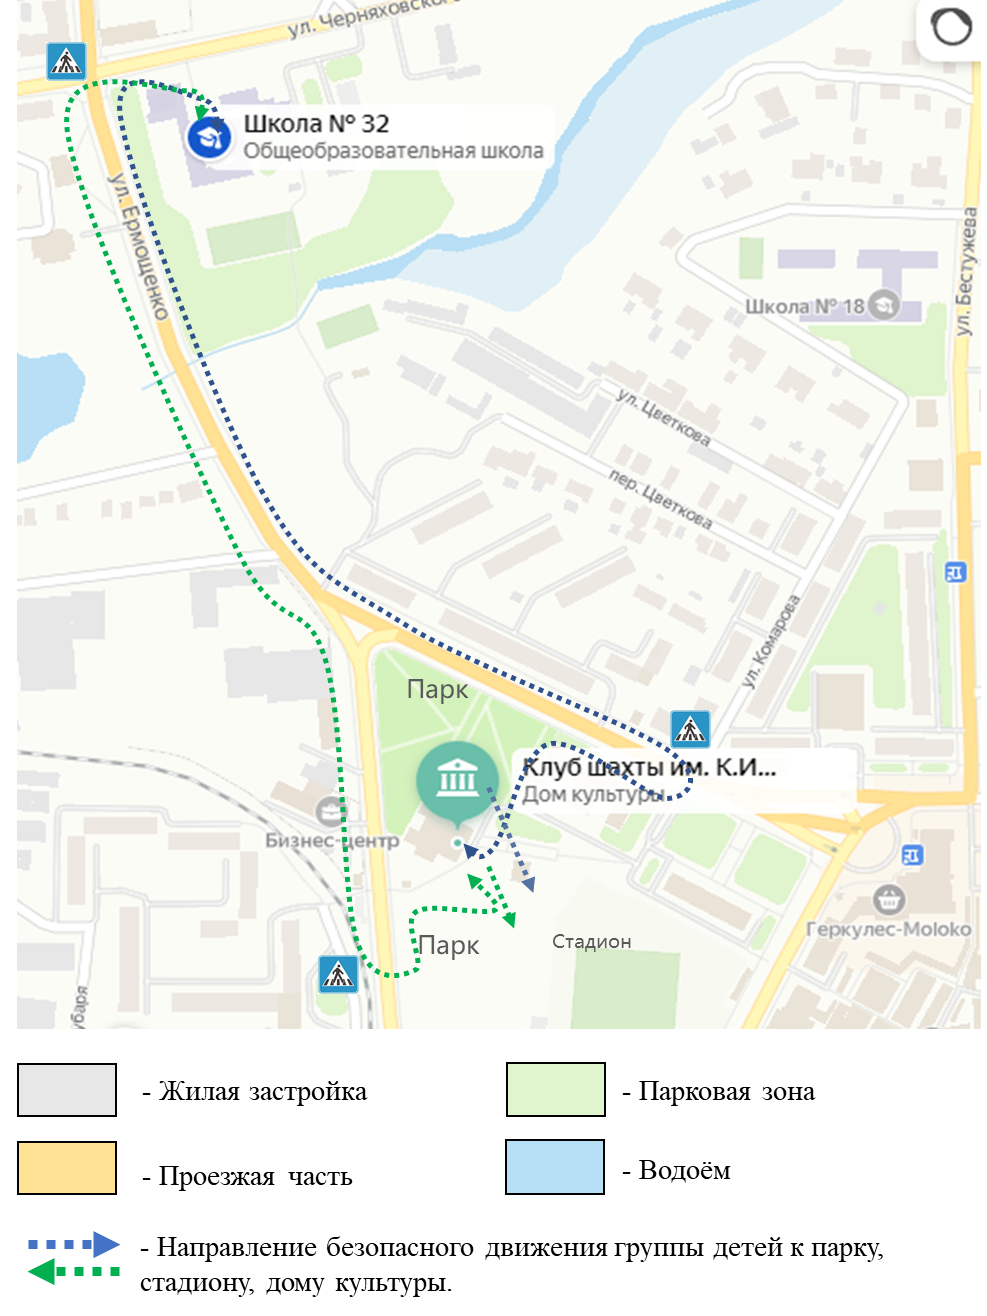 ул. Черняховского
Школа № 32
Общеобразовательная школа
ул. Ермощенко
ул. Бестужева
Школа № 18
ул. Цветкова
пер. Цветкова
ул. Комарова
Парк
Клуб шахты им. К.И...
Дом культуры
Бизнес-центр
Геркулес-Moloko
Парк
Стадион
убаря
- Жилая застройка
- Парковая зона
- Проезжая часть
- Водоём
- Направление безопасного движения группы детей к парку,
стадиону, дому культуры.